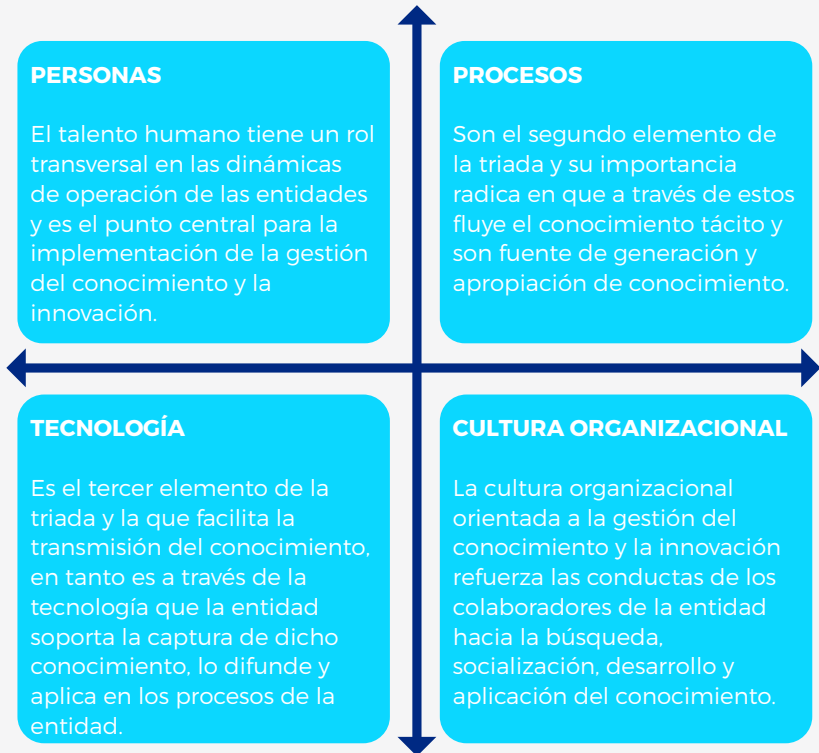 PERSONAS
El talento humano tiene un rol
transversal en las dinámicas
de operación de las entidades
y es el punto central para la
implementación de la gestión
del conocimiento y la
innovación.
PROCESOS
Son el segundo elemento de
la triada y su importancia
radica en que a través de estos
fluye el conocimiento tácito y
son fuente de generación y
apropiación de conocimiento.
TECNOLOGÍA
Es el tercer elemento de la
triada y la que facilita la
transmisión del conocimiento,
en tanto es a través de la
tecnología que la entidad
soporta la captura de dicho
conocimiento, lo difunde y
aplica en los procesos de la
entidad.
CULTURA ORGANIZACIONAL
La cultura organizacional
orientada a la gestión del
conocimiento y la innovación
refuerza las conductas de los
colaboradores de la entidad
hacia la búsqueda,
socialización, desarrollo y
aplicación del conocimiento.